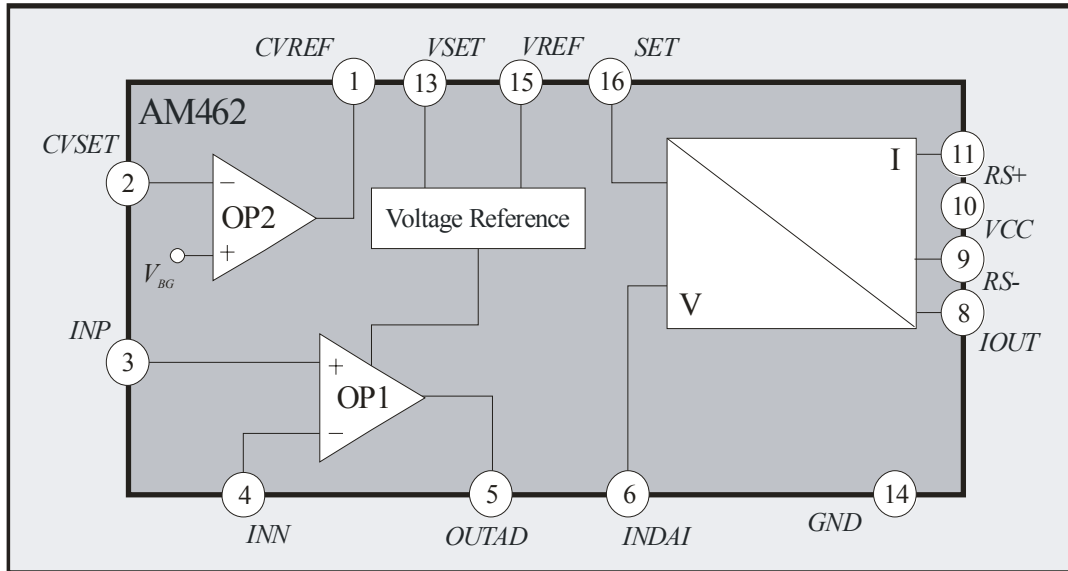 CVREF
VSET
VREF
SET
1
13
15
16
AM462
CVSET
2
−
OP2
+
V_BG
Voltage Reference
I
V
11
RS+
10
VCC
9
RS-
8
IOUT
INP
3
+
OP1
−
4
INN
5
OUTAD
6
INDAI
14
GND